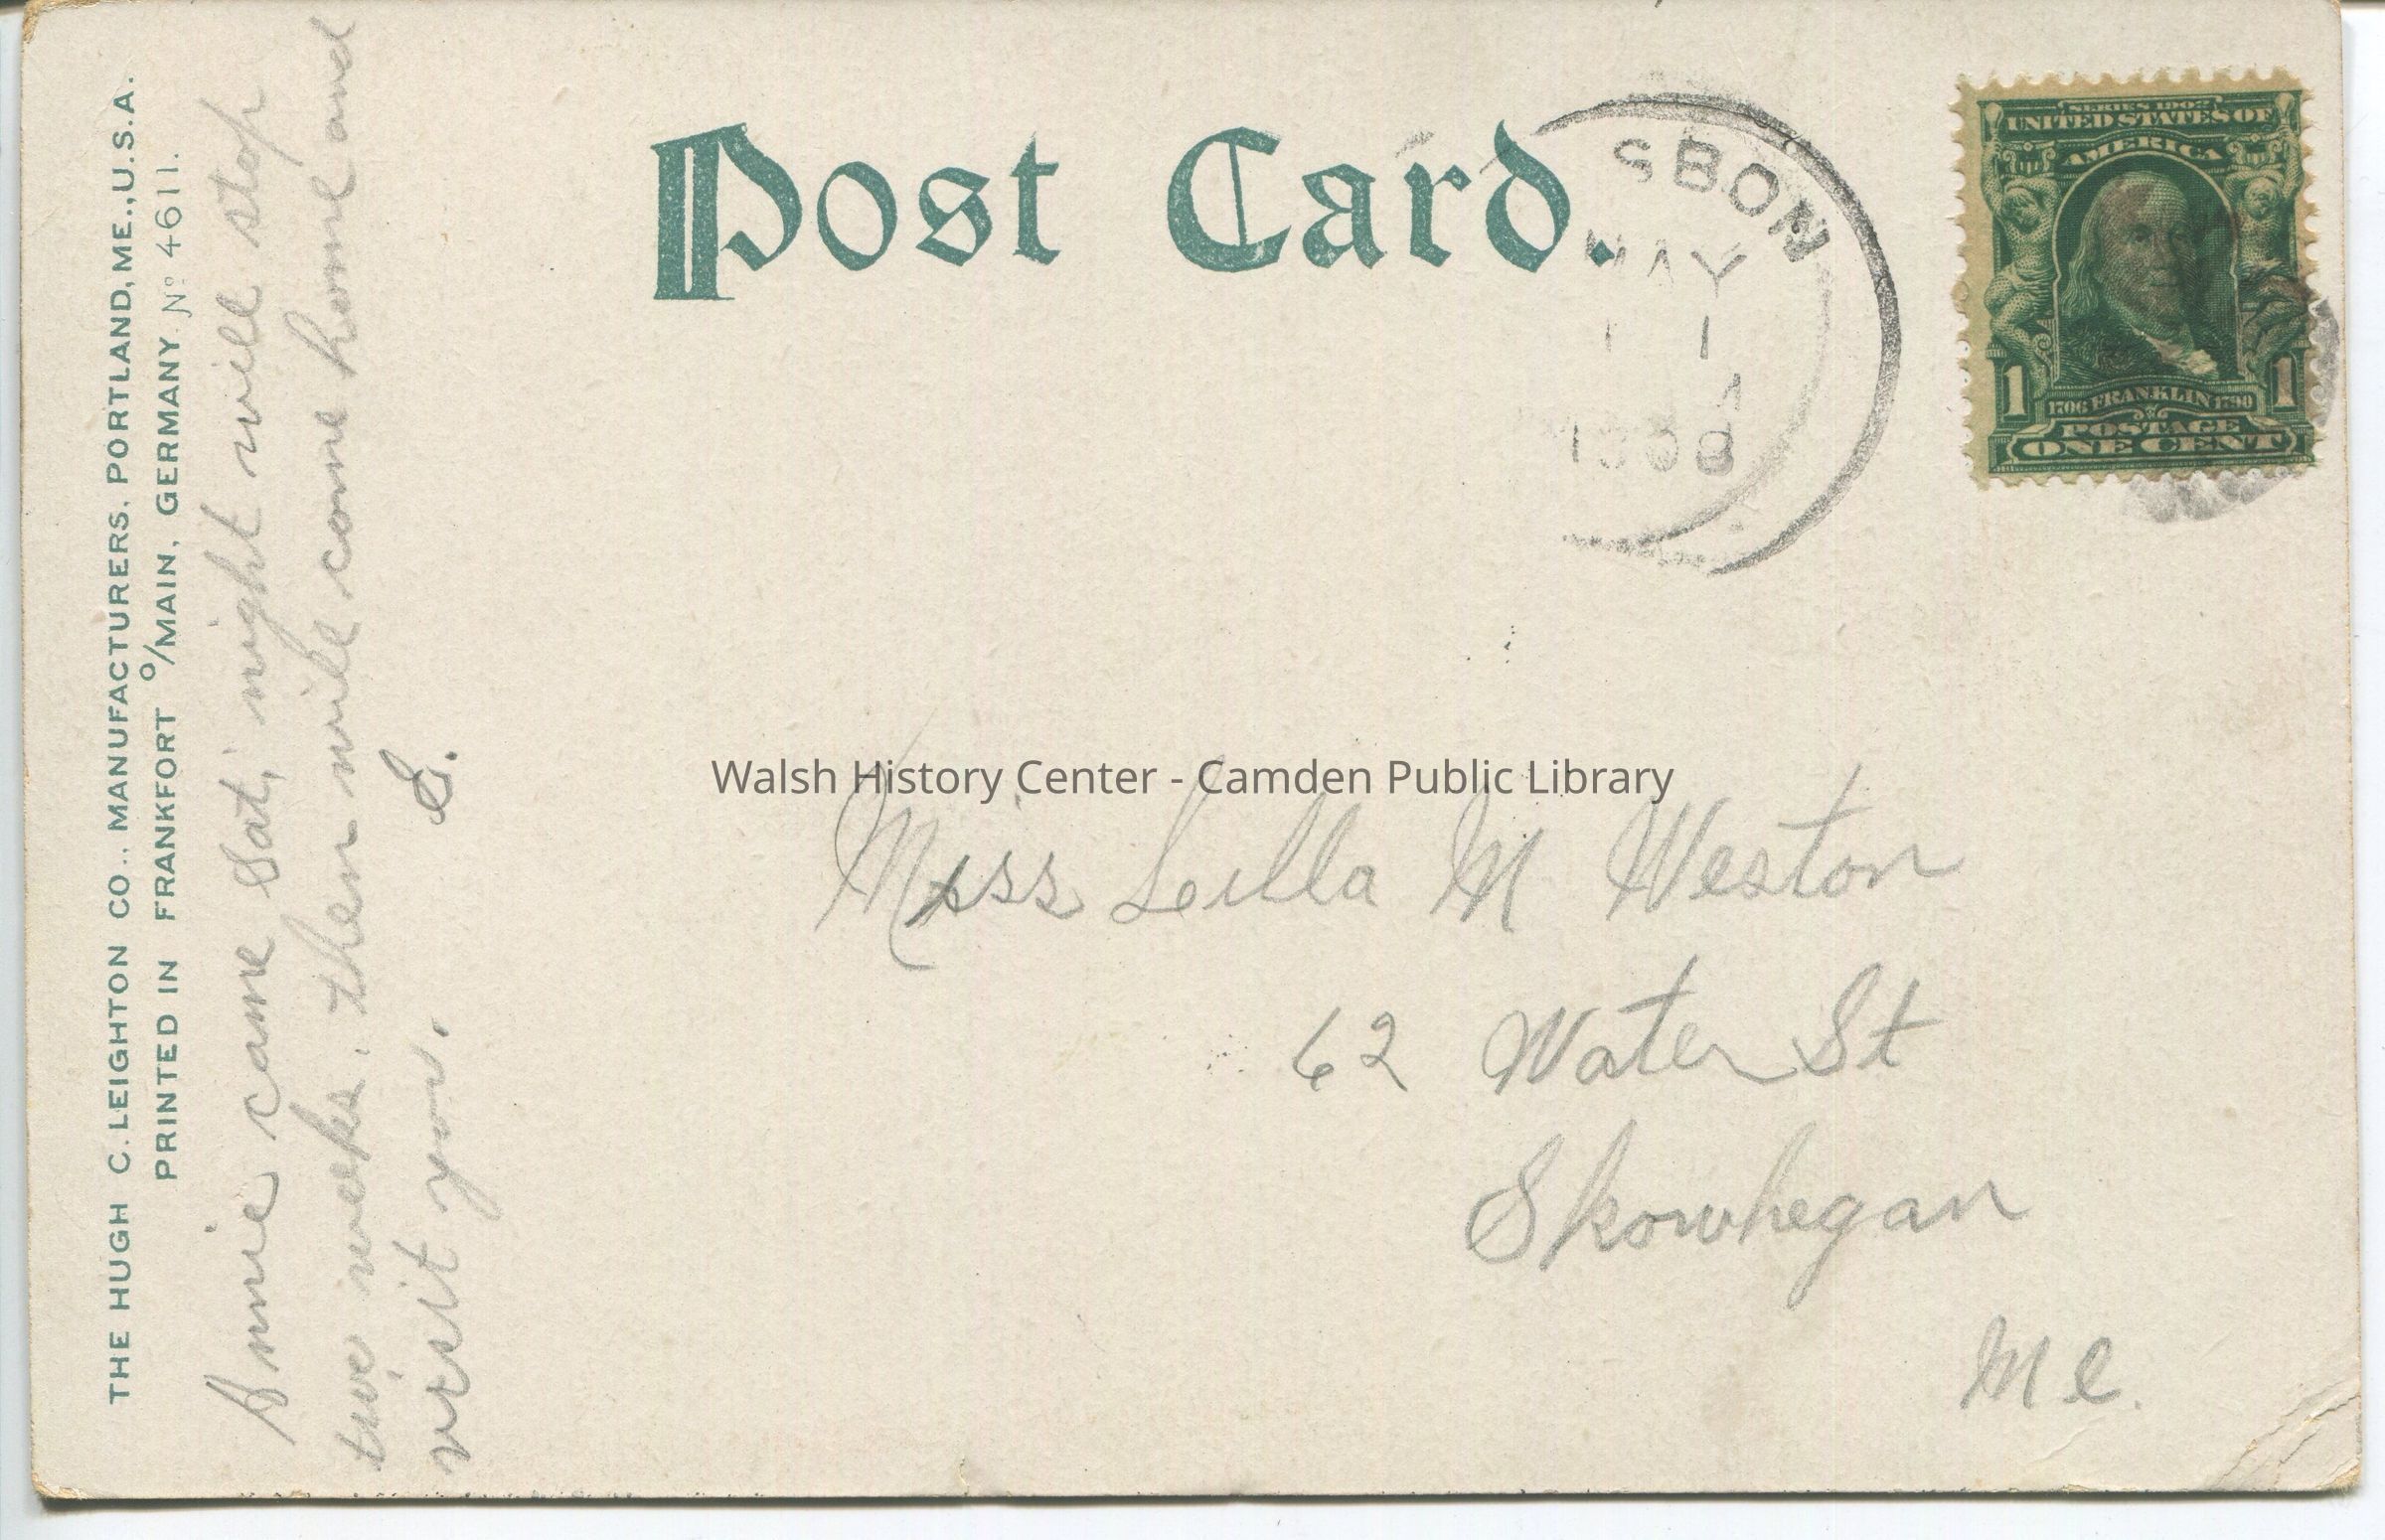 THE HUGH C. LEIGHTON CO., MANUFACTURERS, PORTLAND, ME., U.S.A.
PRINTED IN FRANKFORT O/MAIN, GERMANY. No 4611.
Annie came Sat, night will stop
two weeks. then will come home and
visit you.
S.
Post Card.
SBON
MAY
1 1
1908
SERIES 1902
UNITED STATES OF
AMERICA
1 1
1706 FRANKLIN 1790
POSTAGE
ONE CENT
Walsh History Center - Camden Public Library
Miss Leilla M Weston
62 Water St
Skowhegan
Me.